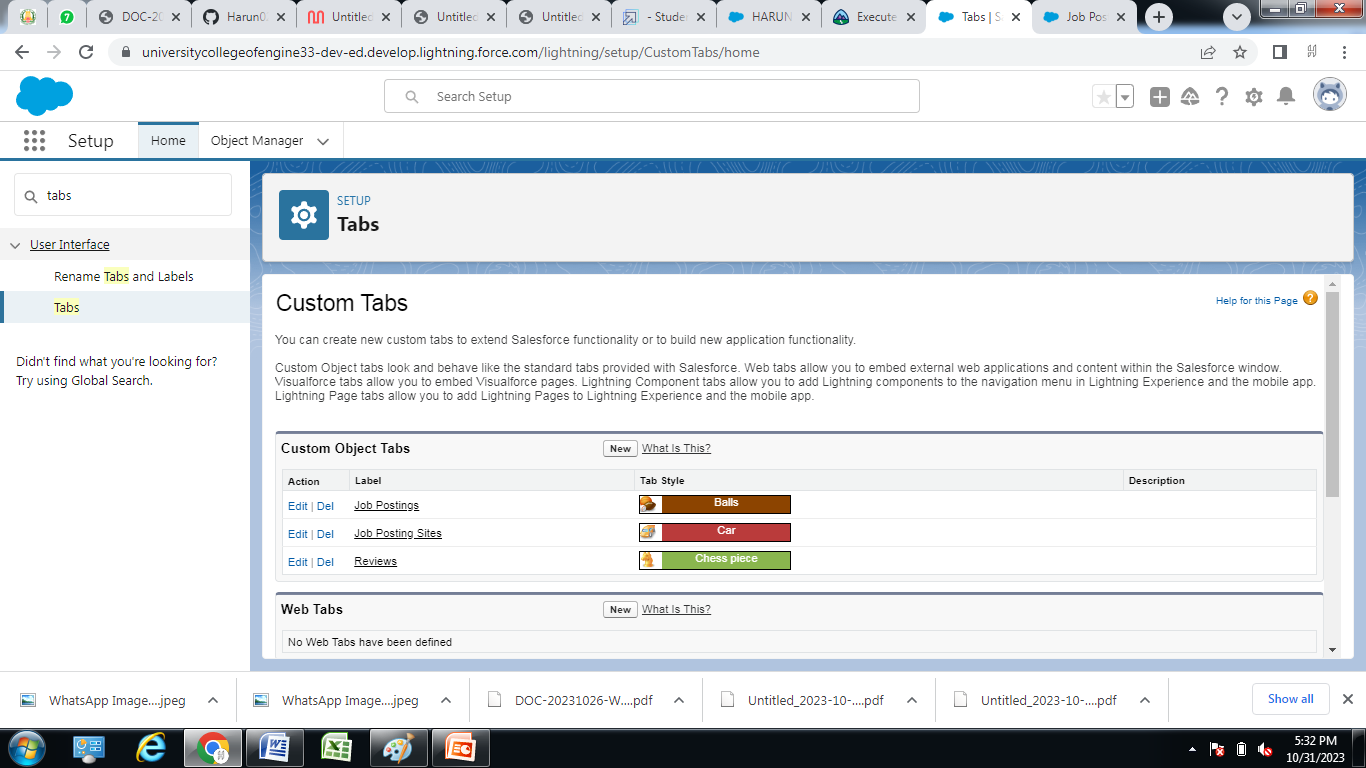 DOC-20
Harun0
Untitled
Untitled
Untitled
- Stude
HARUN
Execute
Tabs | S
Job Pos
universitycollegeofengine33-dev-ed.develop.lightning.force.com/lightning/setup/CustomTabs/home
Search Setup
Setup
Home
Object Manager
tabs
User Interface
Rename Tabs and Labels
Tabs
Didn't find what you're looking for?
Try using Global Search.
SETUP
Tabs
Custom Tabs
Help for this Page
You can create new custom tabs to extend Salesforce functionality or to build new application functionality.
Custom Object tabs look and behave like the standard tabs provided with Salesforce. Web tabs allow you to embed external web applications and content within the Salesforce window.
Visualforce tabs allow you to embed Visualforce pages. Lightning Component tabs allow you to add Lightning components to the navigation menu in Lightning Experience and the mobile app.
Lightning Page tabs allow you to add Lightning Pages to Lightning Experience and the mobile app.
Custom Object Tabs New What Is This?
Action Label Tab Style Description
Edit | Del Job Postings Balls
Edit | Del Job Posting Sites Car
Edit | Del Reviews Chess piece
Web Tabs New What Is This?
No Web Tabs have been defined
WhatsApp Image....jpeg
WhatsApp Image....jpeg
DOC-20231026-W....pdf
Untitled_2023-10-....pdf
Untitled_2023-10-....pdf
Show all
5:32 PM
10/31/2023